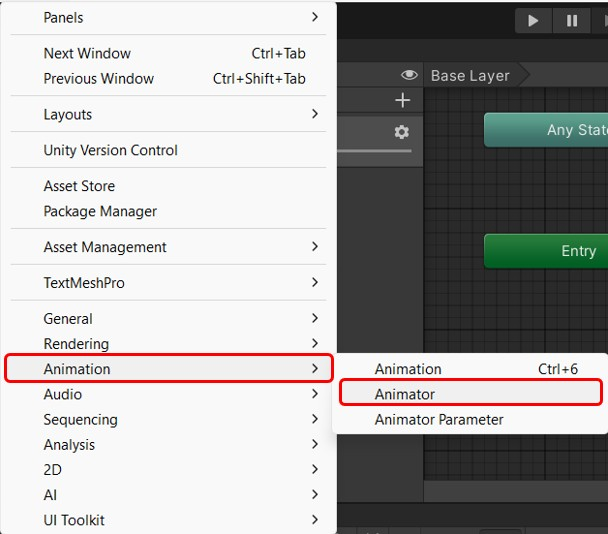 Panels
Next Window Ctrl+Tab
Previous Window Ctrl+Shift+Tab
Layouts
Unity Version Control
Asset Store
Package Manager
Asset Management
TextMeshPro
General
Rendering
Animation
Audio
Sequencing
Analysis
2D
AI
UI Toolkit
Animation Ctrl+6
Animator
Animator Parameter
Base Layer
Any State
Entry